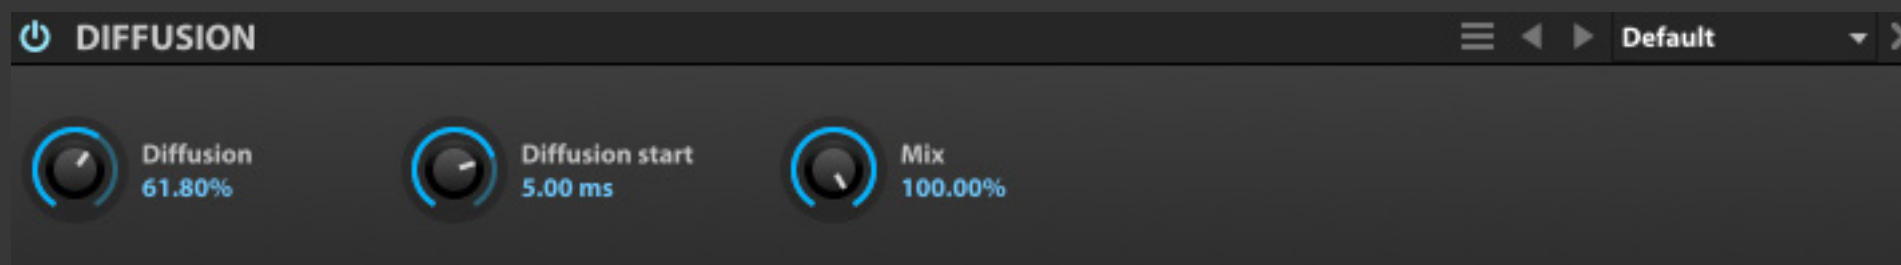 DIFFUSION
Default
Diffusion
61.80%
Diffusion start
5.00 ms
Mix
100.00%